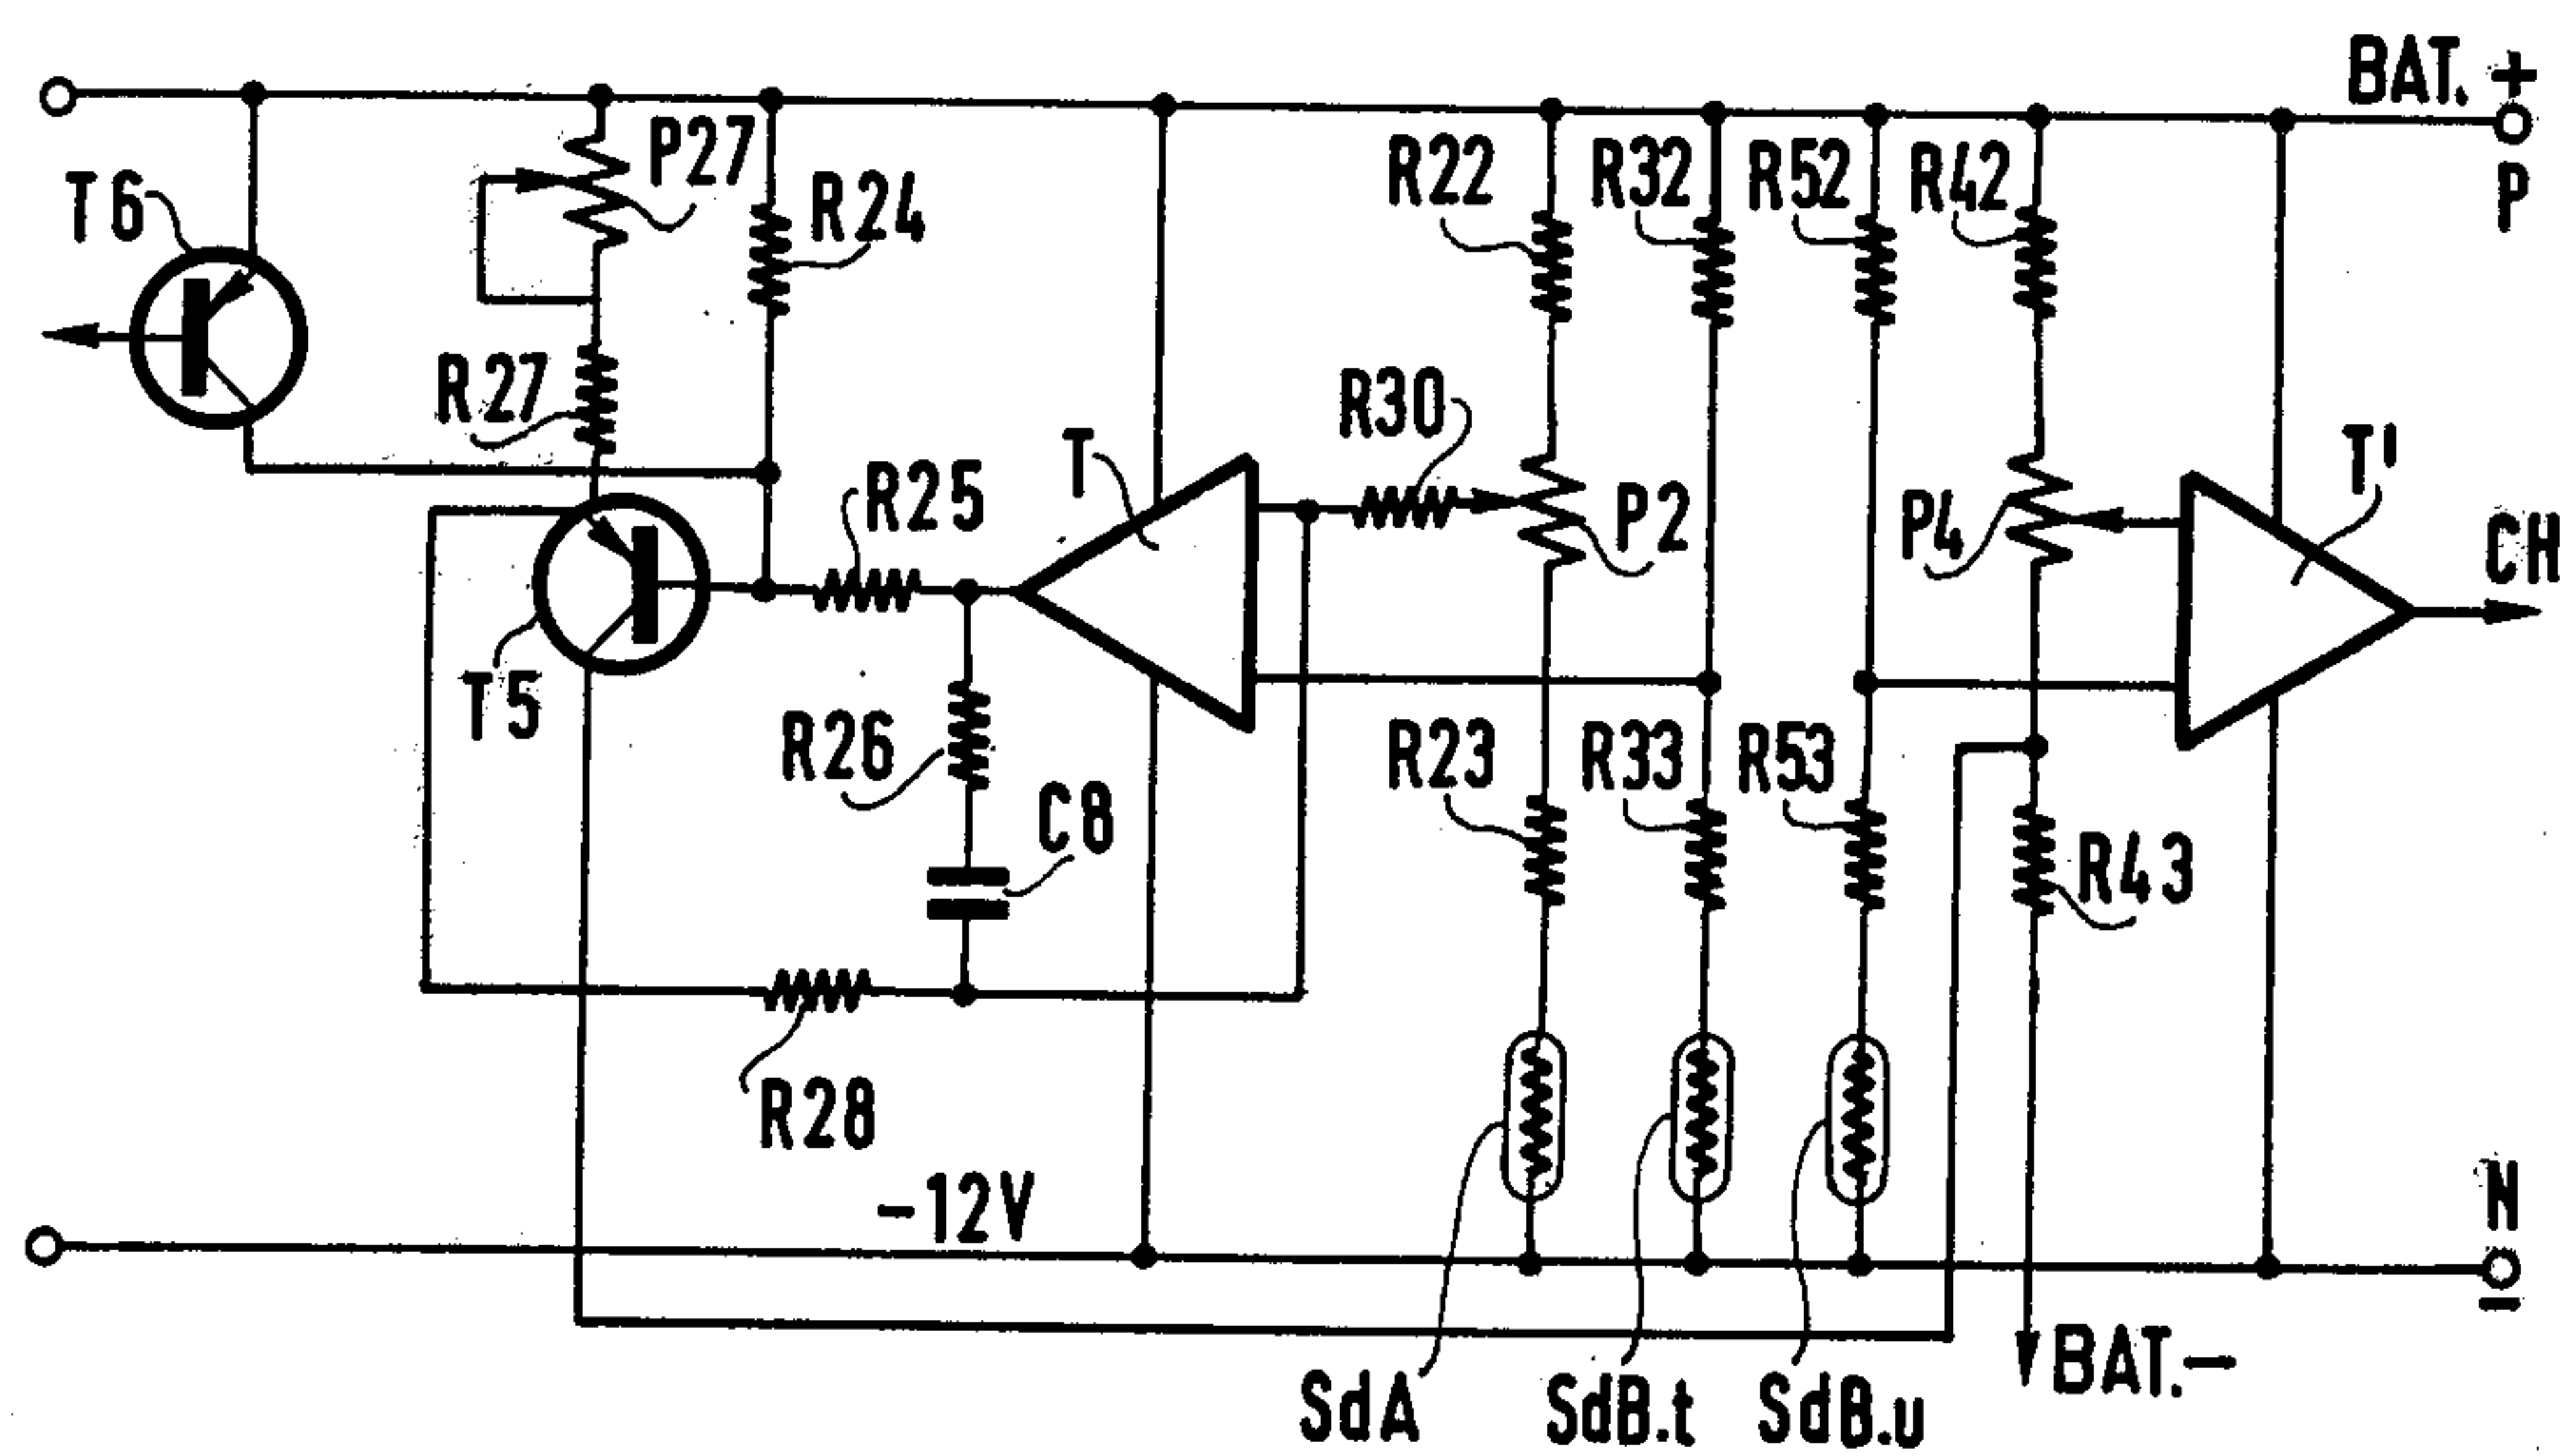 BAT. +
P
T6
P27
R24
R22
R32
R52
R42
R27
R25
T
R30
P2
P4
T'
CH
T5
R26
C8
R23
R33
R53
R43
R28
-12V
N
-
SdA
SdB.t
SdB.u
BAT.-